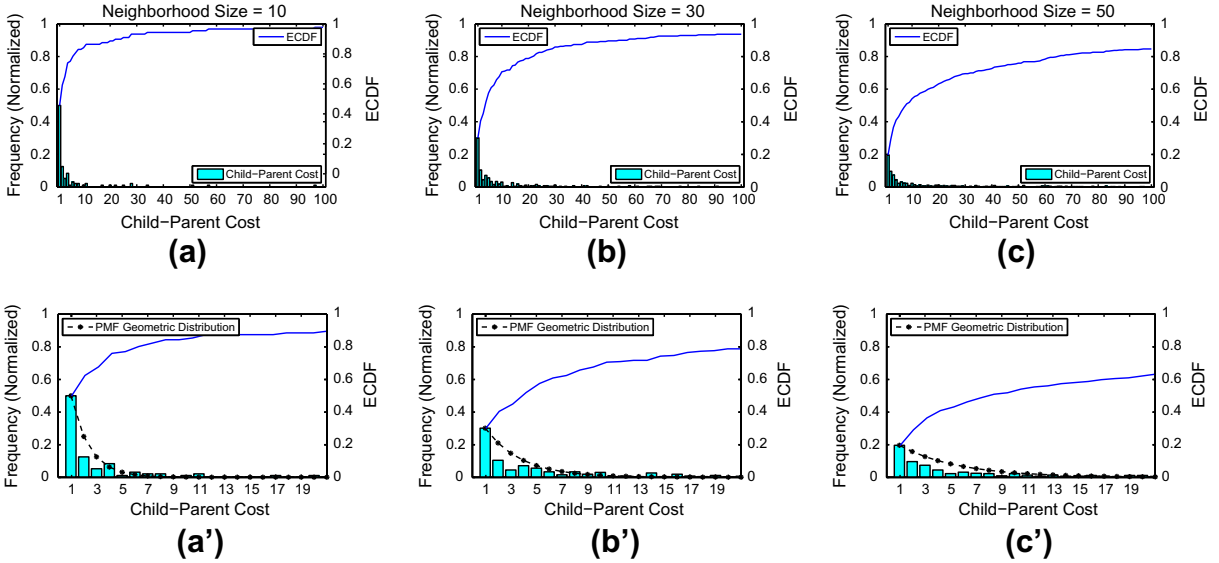 Neighborhood Size = 10
Frequency (Normalized)
1
0.8
0.6
0.4
0.2
0
ECDF
Child−Parent Cost
1
0.8
0.6
0.4
0.2
0
ECDF
1 10 20 30 40 50 60 70 80 90 100
Child−Parent Cost
(a)
Neighborhood Size = 30
Frequency (Normalized)
1
0.8
0.6
0.4
0.2
0
ECDF
Child−Parent Cost
1
0.8
0.6
0.4
0.2
0
ECDF
1 10 20 30 40 50 60 70 80 90 100
Child−Parent Cost
(b)
Neighborhood Size = 50
Frequency (Normalized)
1
0.8
0.6
0.4
0.2
0
ECDF
Child−Parent Cost
1
0.8
0.6
0.4
0.2
0
ECDF
1 10 20 30 40 50 60 70 80 90 100
Child−Parent Cost
(c)
Frequency (Normalized)
1
0.8
0.6
0.4
0.2
0
PMF Geometric Distribution
1
0.8
0.6
0.4
0.2
0
ECDF
1 3 5 7 9 11 13 15 17 19
Child−Parent Cost
(a')
Frequency (Normalized)
1
0.8
0.6
0.4
0.2
0
PMF Geometric Distribution
1
0.8
0.6
0.4
0.2
0
ECDF
1 3 5 7 9 11 13 15 17 19
Child−Parent Cost
(b')
Frequency (Normalized)
1
0.8
0.6
0.4
0.2
0
PMF Geometric Distribution
1
0.8
0.6
0.4
0.2
0
ECDF
1 3 5 7 9 11 13 15 17 19
Child−Parent Cost
(c')